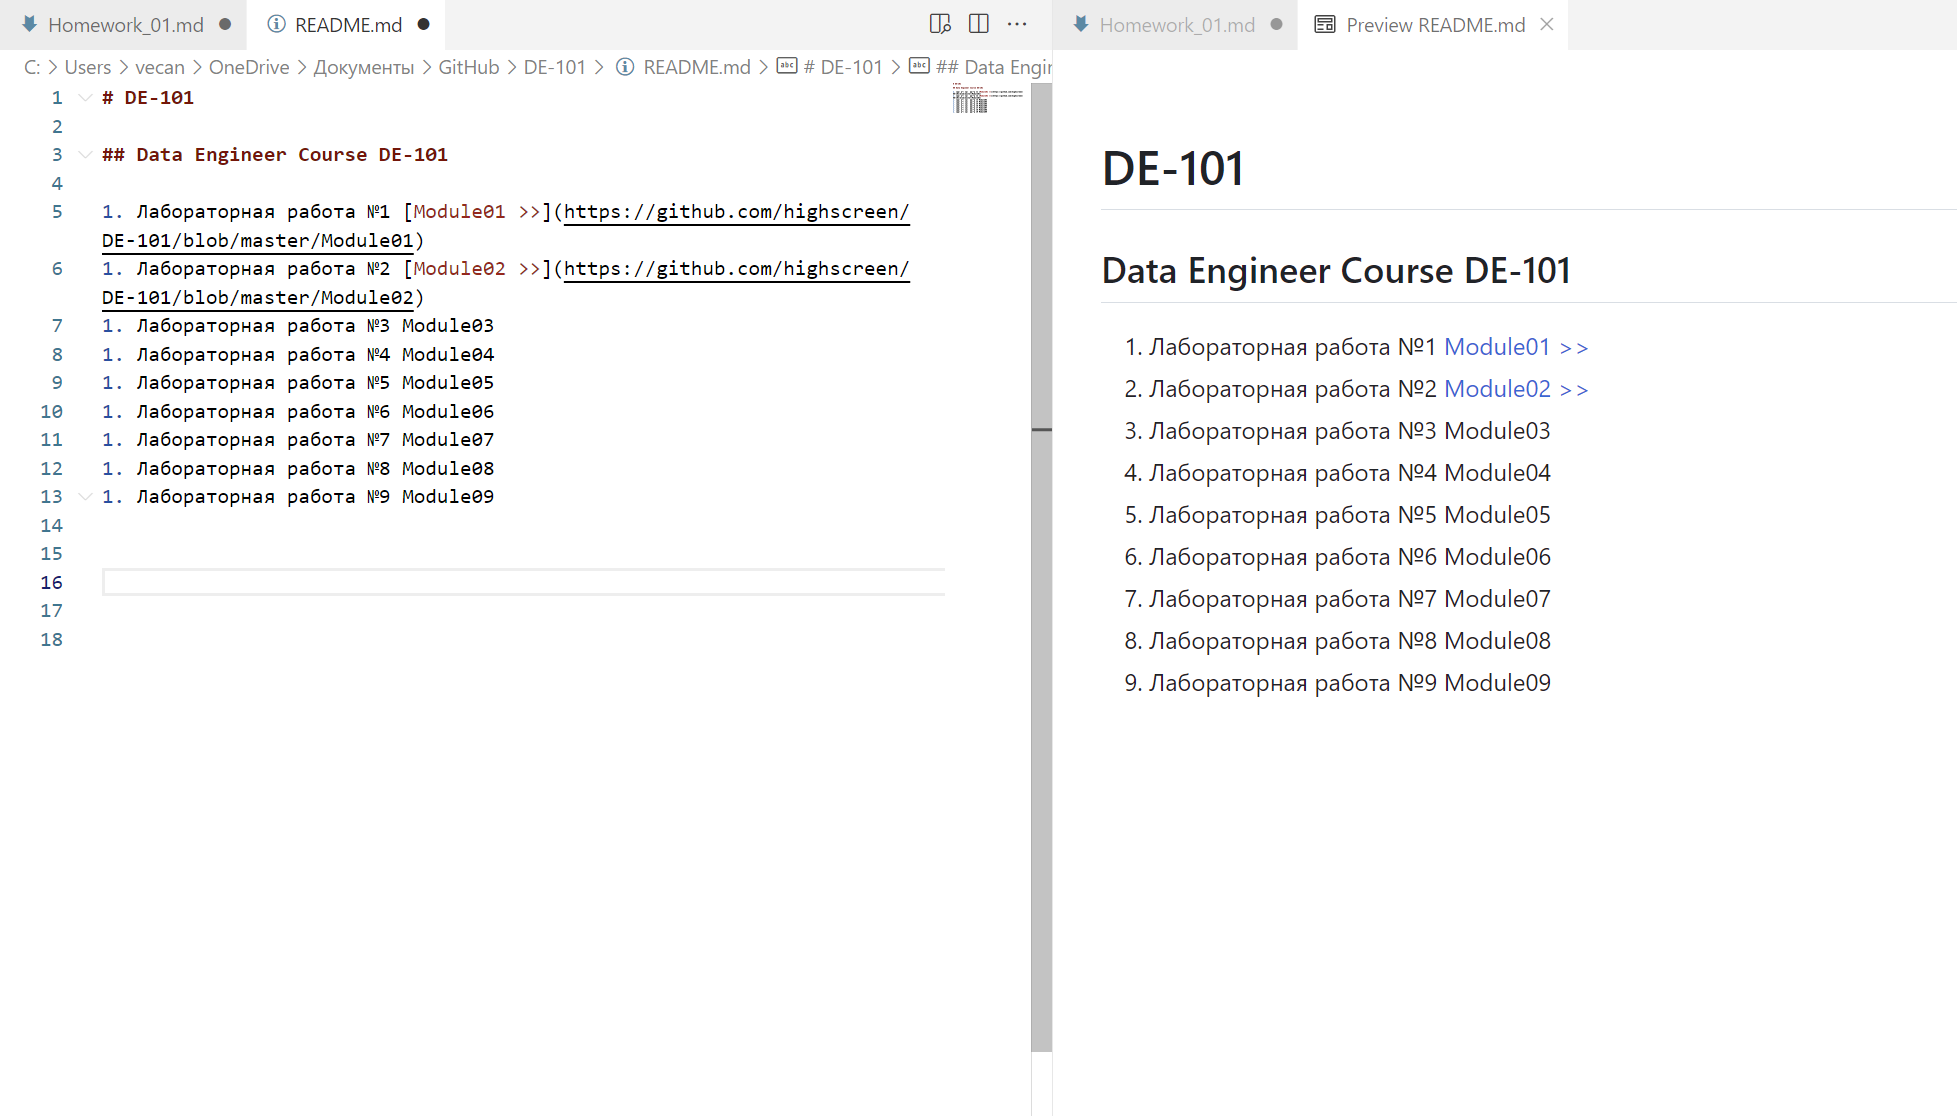 Homework_01.md
README.md
Homework_01.md
Preview README.md
C: > Users > vecan > OneDrive > Документы > GitHub > DE-101 > README.md > # DE-101 > ## Data Engin
1 # DE-101
2
3 ## Data Engineer Course DE-101
4
5 1. Лабораторная работа №1 [Module01 >>](https://github.com/highscreen/
DE-101/blob/master/Module01)
6 1. Лабораторная работа №2 [Module02 >>](https://github.com/highscreen/
DE-101/blob/master/Module02)
7 1. Лабораторная работа №3 Module03
8 1. Лабораторная работа №4 Module04
9 1. Лабораторная работа №5 Module05
10 1. Лабораторная работа №6 Module06
11 1. Лабораторная работа №7 Module07
12 1. Лабораторная работа №8 Module08
13 1. Лабораторная работа №9 Module09
14
15
16
17
18
DE-101
Data Engineer Course DE-101
1. Лабораторная работа №1 Module01 >>
2. Лабораторная работа №2 Module02 >>
3. Лабораторная работа №3 Module03
4. Лабораторная работа №4 Module04
5. Лабораторная работа №5 Module05
6. Лабораторная работа №6 Module06
7. Лабораторная работа №7 Module07
8. Лабораторная работа №8 Module08
9. Лабораторная работа №9 Module09